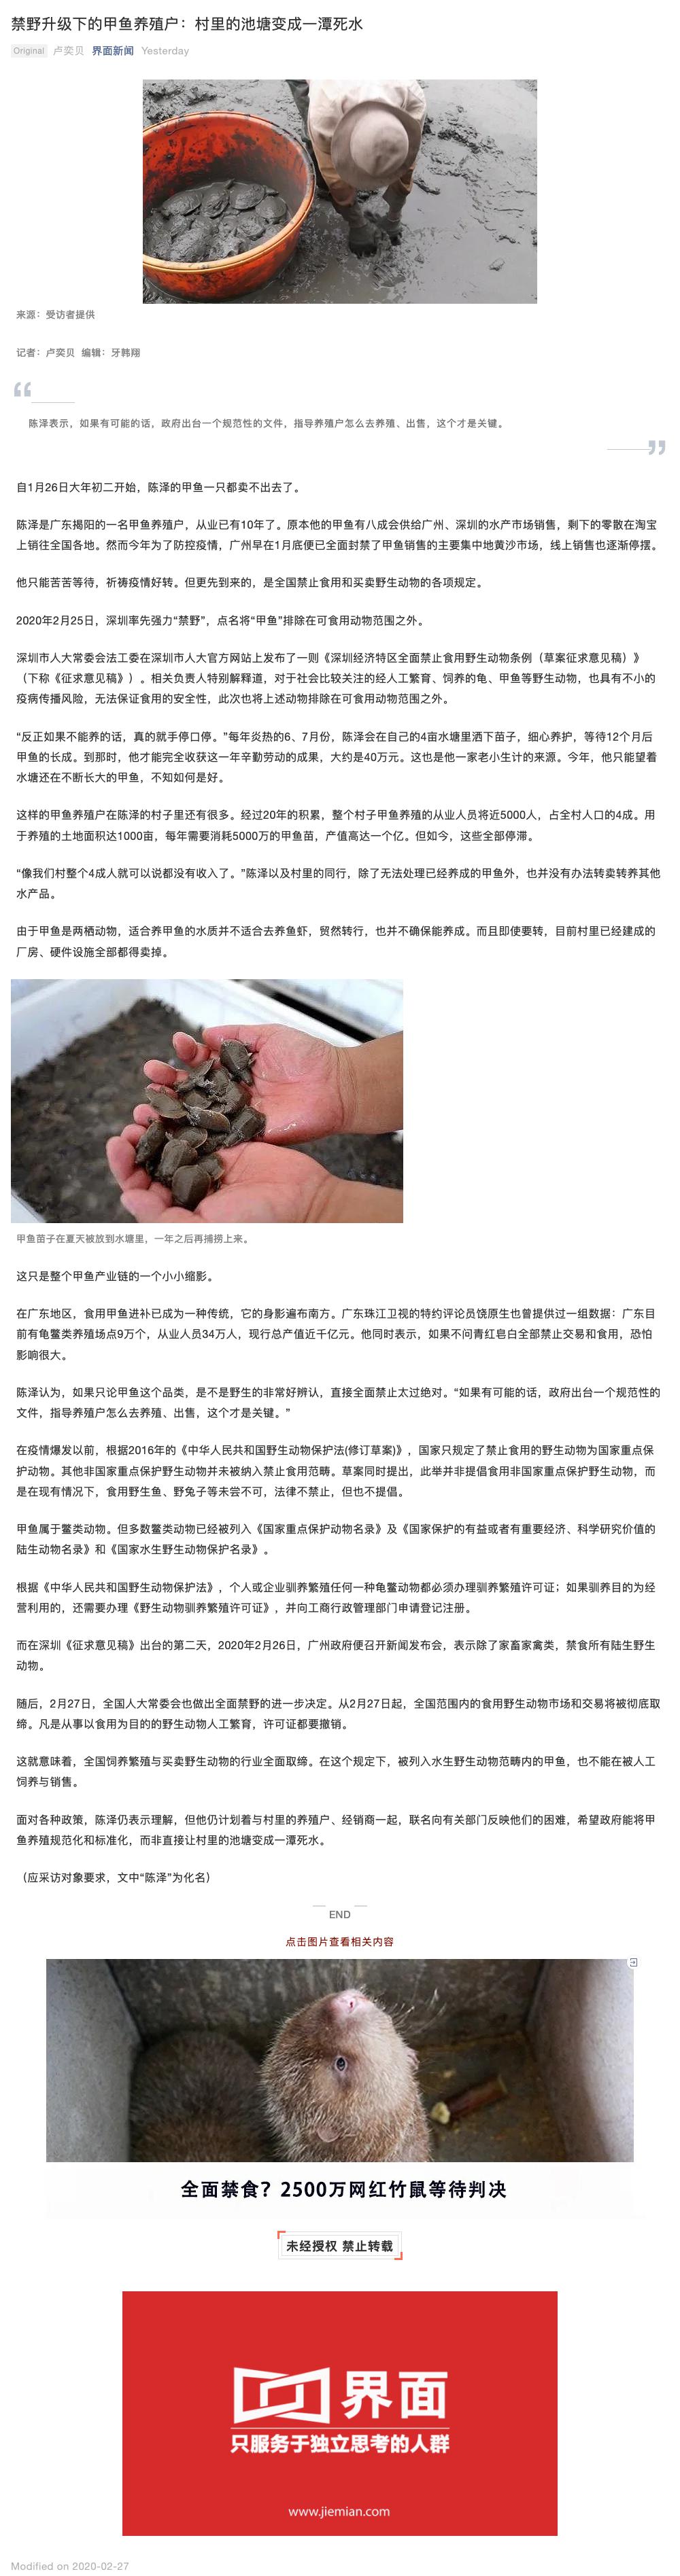 禁野升级下的甲鱼养殖户：村里的池塘变成一潭死水
Original 卢奕贝 界面新闻 Yesterday
来源：受访者提供
记者：卢奕贝 编辑：牙韩翔
“
陈泽表示，如果有可能的话，政府出台一个规范性的文件，指导养殖户怎么去养殖、出售，这个才是关键。
”
自1月26日大年初二开始，陈泽的甲鱼一只都卖不出去了。
陈泽是广东揭阳的一名甲鱼养殖户，从业已有10年了。原本他的甲鱼有八成会供给广州、深圳的水产市场销售，剩下的零散在淘宝
上销往全国各地。然而今年为了防控疫情，广州早在1月底便已全面封禁了甲鱼销售的主要集中地黄沙市场，线上销售也逐渐停摆。
他只能苦苦等待，祈祷疫情好转。但更先到来的，是全国禁止食用和买卖野生动物的各项规定。
2020年2月25日，深圳率先强力“禁野”，点名将“甲鱼”排除在可食用动物范围之外。
深圳市人大常委会法工委在深圳市人大官方网站上发布了一则《深圳经济特区全面禁止食用野生动物条例（草案征求意见稿）》
（下称《征求意见稿》）。相关负责人特别解释道，对于社会比较关注的经人工繁育、饲养的龟、甲鱼等野生动物，也具有不小的
疫病传播风险，无法保证食用的安全性，此次也将上述动物排除在可食用动物范围之外。
“反正如果不能养的话，真的就手停口停。”每年炎热的6、7月份，陈泽会在自己的4亩水塘里洒下苗子，细心养护，等待12个月后
甲鱼的长成。到那时，他才能完全收获这一年辛勤劳动的成果，大约是40万元。这也是他一家老小生计的来源。今年，他只能望着
水塘还在不断长大的甲鱼，不知如何是好。
这样的甲鱼养殖户在陈泽的村子里还有很多。经过20年的积累，整个村子甲鱼养殖的从业人员将近5000人，占全村人口的4成。用
于养殖的土地面积达1000亩，每年需要消耗5000万的甲鱼苗，产值高达一个亿。但如今，这些全部停滞。
“像我们村整个4成人就可以说都没有收入了。”陈泽以及村里的同行，除了无法处理已经养成的甲鱼外，也并没有办法转卖转养其他
水产品。
由于甲鱼是两栖动物，适合养甲鱼的水质并不适合去养鱼虾，贸然转行，也并不确保能养成。而且即使要转，目前村里已经建成的
厂房、硬件设施全部都得卖掉。
甲鱼苗子在夏天被放到水塘里，一年之后再捕捞上来。
这只是整个甲鱼产业链的一个小小缩影。
在广东地区，食用甲鱼进补已成为一种传统，它的身影遍布南方。广东珠江卫视的特约评论员饶原生也曾提供过一组数据：广东目
前有龟鳖类养殖场点9万个，从业人员34万人，现行总产值近千亿元。他同时表示，如果不问青红皂白全部禁止交易和食用，恐怕
影响很大。
陈泽认为，如果只论甲鱼这个品类，是不是野生的非常好辨认，直接全面禁止太过绝对。“如果有可能的话，政府出台一个规范性的
文件，指导养殖户怎么去养殖、出售，这个才是关键。”
在疫情爆发以前，根据2016年的《中华人民共和国野生动物保护法(修订草案)》，国家只规定了禁止食用的野生动物为国家重点保
护动物。其他非国家重点保护野生动物并未被纳入禁止食用范畴。草案同时提出，此举并非提倡食用非国家重点保护野生动物，而
是在现有情况下，食用野生鱼、野兔子等未尝不可，法律不禁止，但也不提倡。
甲鱼属于鳖类动物。但多数鳖类动物已经被列入《国家重点保护动物名录》及《国家保护的有益或者有重要经济、科学研究价值的
陆生动物名录》和《国家水生野生动物保护名录》。
根据《中华人民共和国野生动物保护法》，个人或企业驯养繁殖任何一种龟鳖动物都必须办理驯养繁殖许可证；如果驯养目的为经
营利用的，还需要办理《野生动物驯养繁殖许可证》，并向工商行政管理部门申请登记注册。
而在深圳《征求意见稿》出台的第二天，2020年2月26日，广州政府便召开新闻发布会，表示除了家畜家禽类，禁食所有陆生野生
动物。
随后，2月27日，全国人大常委会也做出全面禁野的进一步决定。从2月27日起，全国范围内的食用野生动物市场和交易将被彻底取
缔。凡是从事以食用为目的的野生动物人工繁育，许可证都要撤销。
这就意味着，全国饲养繁殖与买卖野生动物的行业全面取缔。在这个规定下，被列入水生野生动物范畴内的甲鱼，也不能在被人工
饲养与销售。
面对各种政策，陈泽仍表示理解，但他仍计划着与村里的养殖户、经销商一起，联名向有关部门反映他们的困难，希望政府能将甲
鱼养殖规范化和标准化，而非直接让村里的池塘变成一潭死水。
（应采访对象要求，文中“陈泽”为化名）
END
点击图片查看相关内容
全面禁食？2500万网红竹鼠等待判决
未经授权 禁止转载
界面
只服务于独立思考的人群
www.jiemian.com
Modified on 2020-02-27